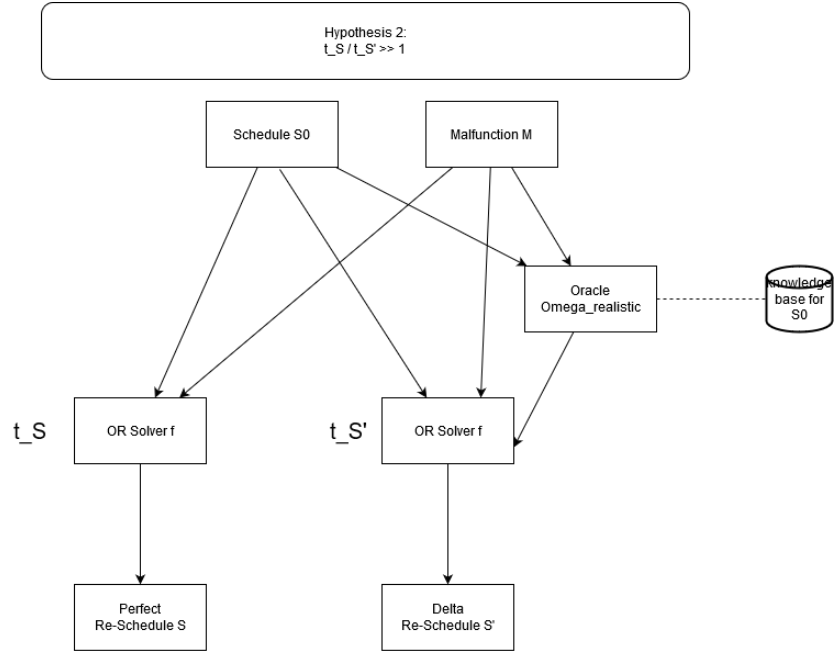 Hypothesis 2:
t_S / t_S' >> 1
Schedule S0
Malfunction M
Oracle
Omega_realistic
knowledge
base for
S0
t_S
OR Solver f
t_S'
OR Solver f
Perfect
Re-Schedule S
Delta
Re-Schedule S'